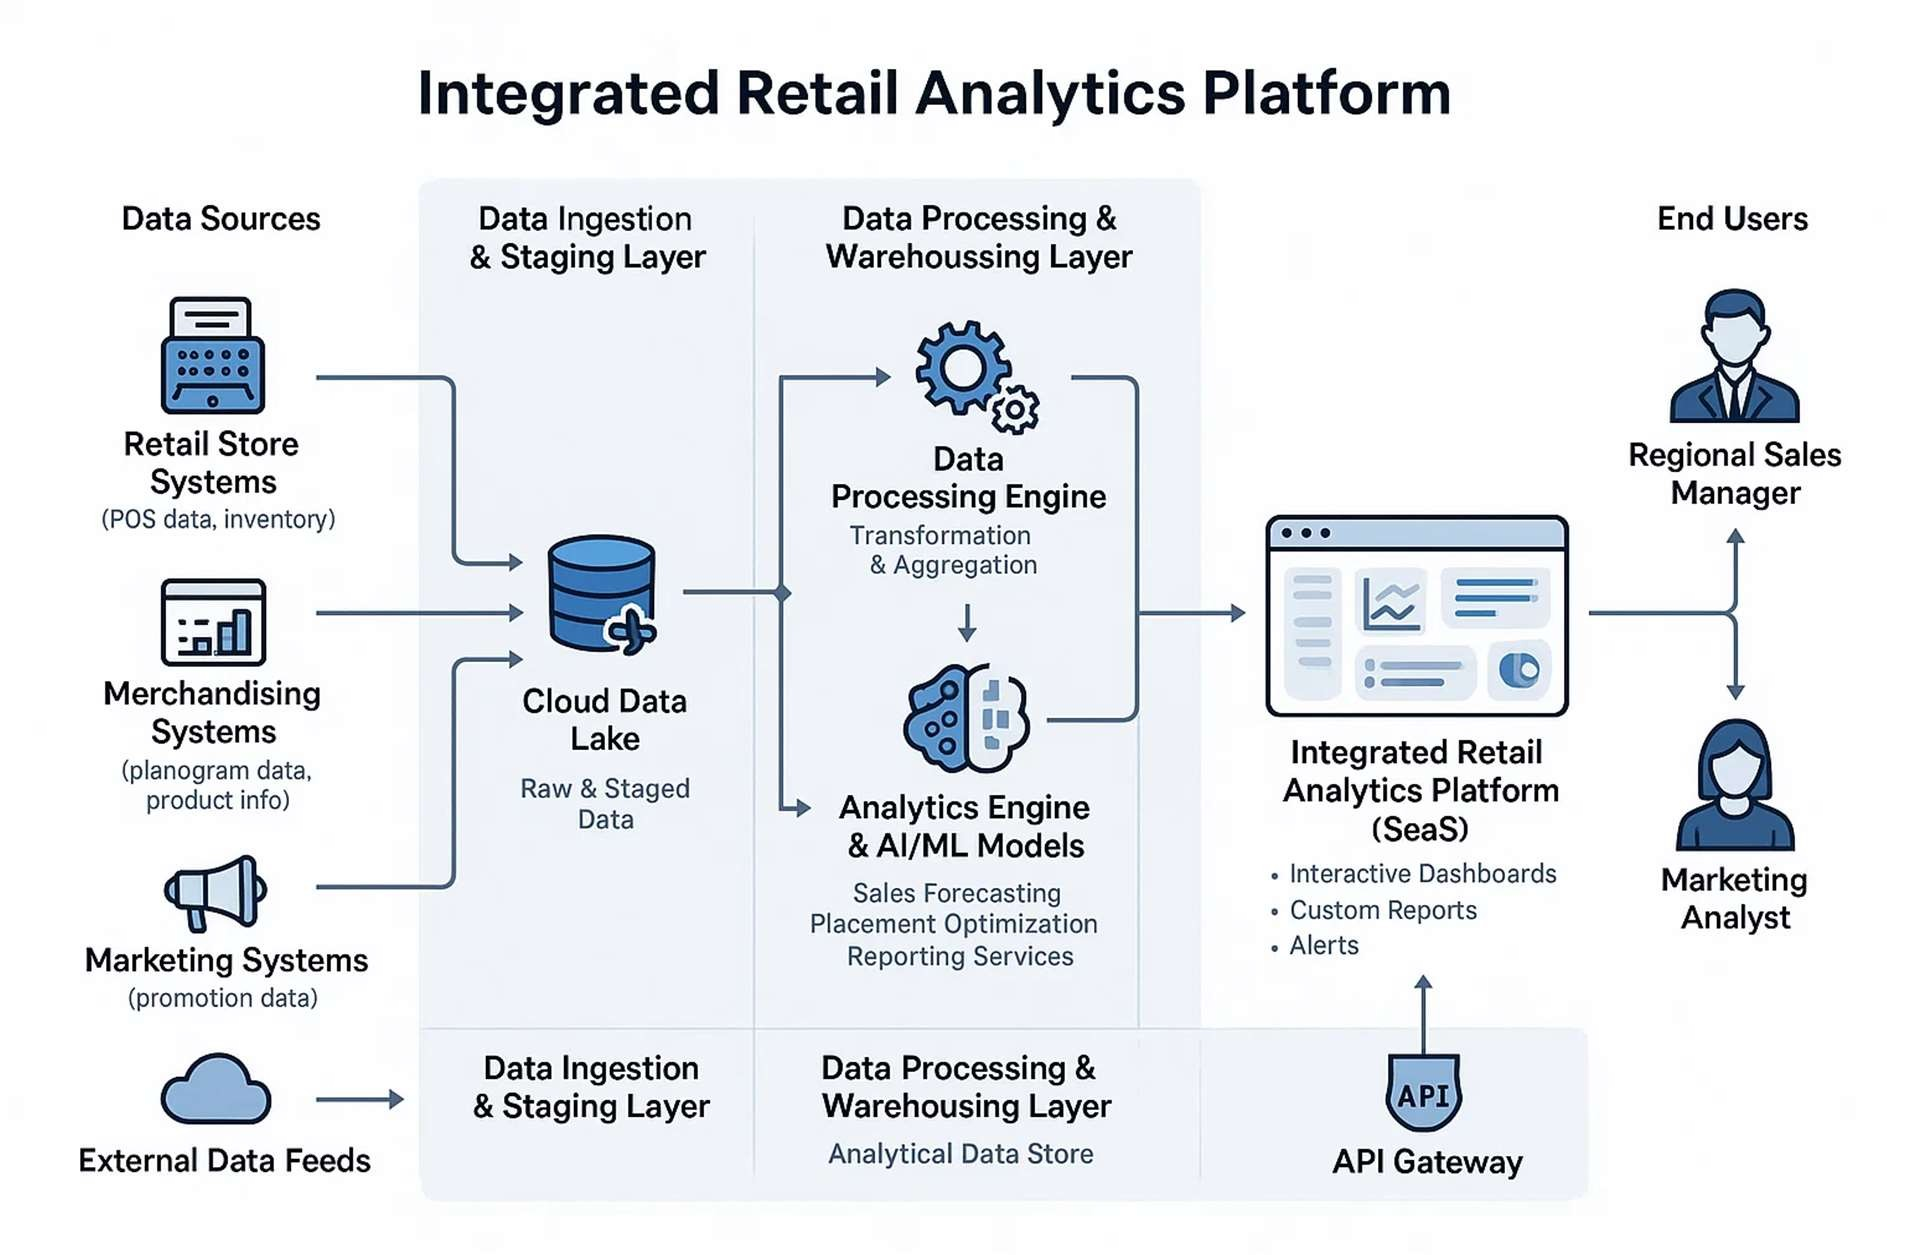 Integrated Retail Analytics Platform
Data Sources
Retail Store
Systems
(POS data, inventory)
Merchandising
Systems
(planogram data,
product info)
Marketing Systems
(promotion data)
External Data Feeds
Data Ingestion
& Staging Layer
Cloud Data
Lake
Raw & Staged
Data
Data Processing &
Warehoussing Layer
Data
Processing Engine
Transformation
& Aggregation
Analytics Engine
& AI/ML Models
Sales Forecasting
Placement Optimization
Reporting Services
Data Ingestion
& Staging Layer
Data Processing &
Warehousing Layer
Analytical Data Store
Integrated Retail
Analytics Platform
(SeaS)
• Interactive Dashboards
• Custom Reports
• Alerts
API
API Gateway
End Users
Regional Sales
Manager
Marketing
Analyst